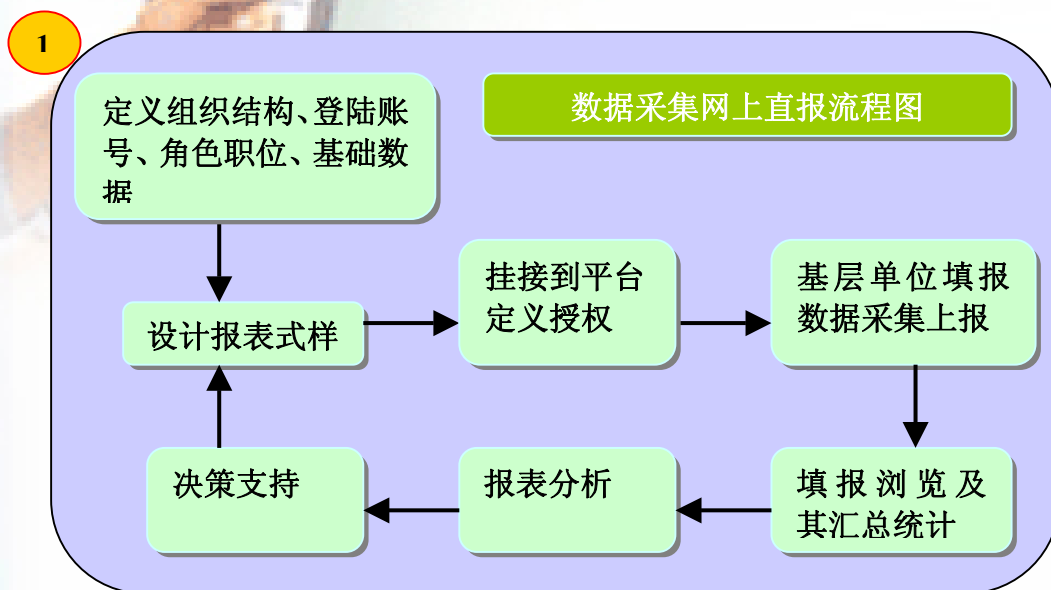 1
定义组织结构、登陆账
号、角色职位、基础数
据
数据采集网上直报流程图
设计报表式样
挂接到平台
定义授权
基层单位填报
数据采集上报
决策支持
报表分析
填报浏览及
其汇总统计